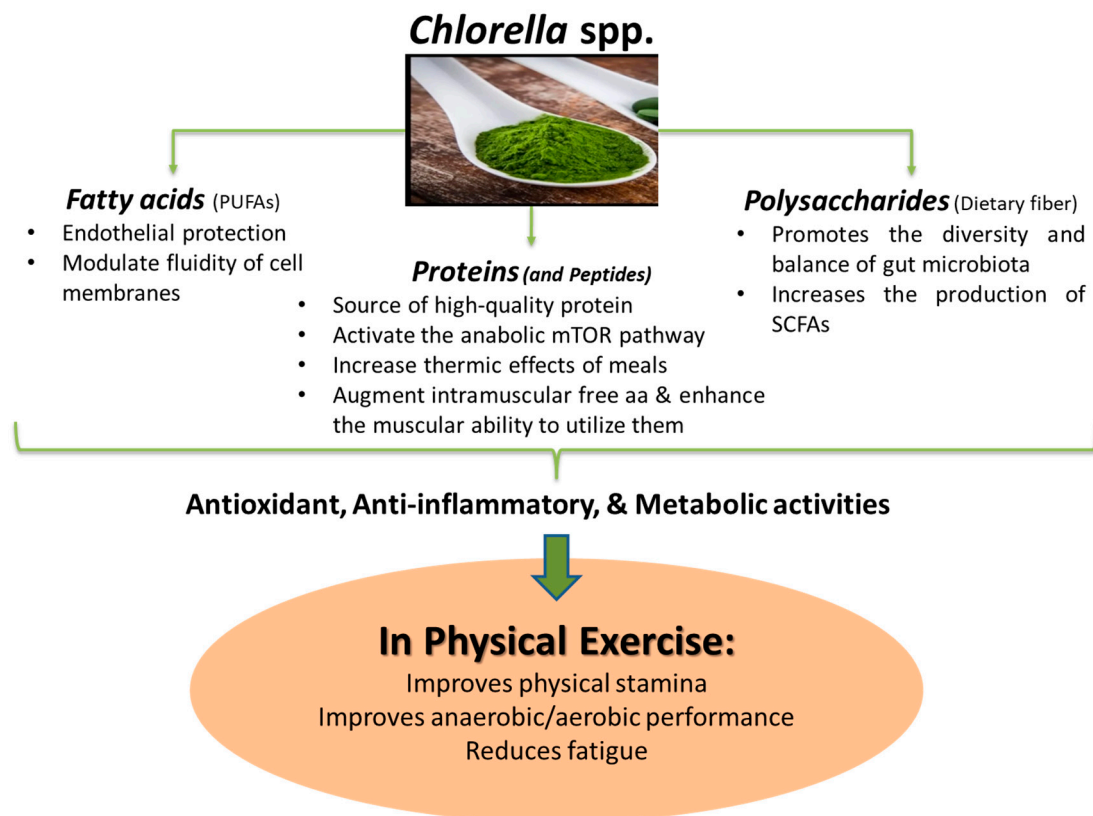 Chlorella spp.
Fatty acids (PUFAs)
• Endothelial protection
• Modulate fluidity of cell
membranes
Proteins (and Peptides)
• Source of high-quality protein
• Activate the anabolic mTOR pathway
• Increase thermic effects of meals
• Augment intramuscular free aa & enhance
the muscular ability to utilize them
Polysaccharides (Dietary fiber)
• Promotes the diversity and
balance of gut microbiota
• Increases the production of
SCFAs
Antioxidant, Anti-inflammatory, & Metabolic activities
In Physical Exercise:
Improves physical stamina
Improves anaerobic/aerobic performance
Reduces fatigue